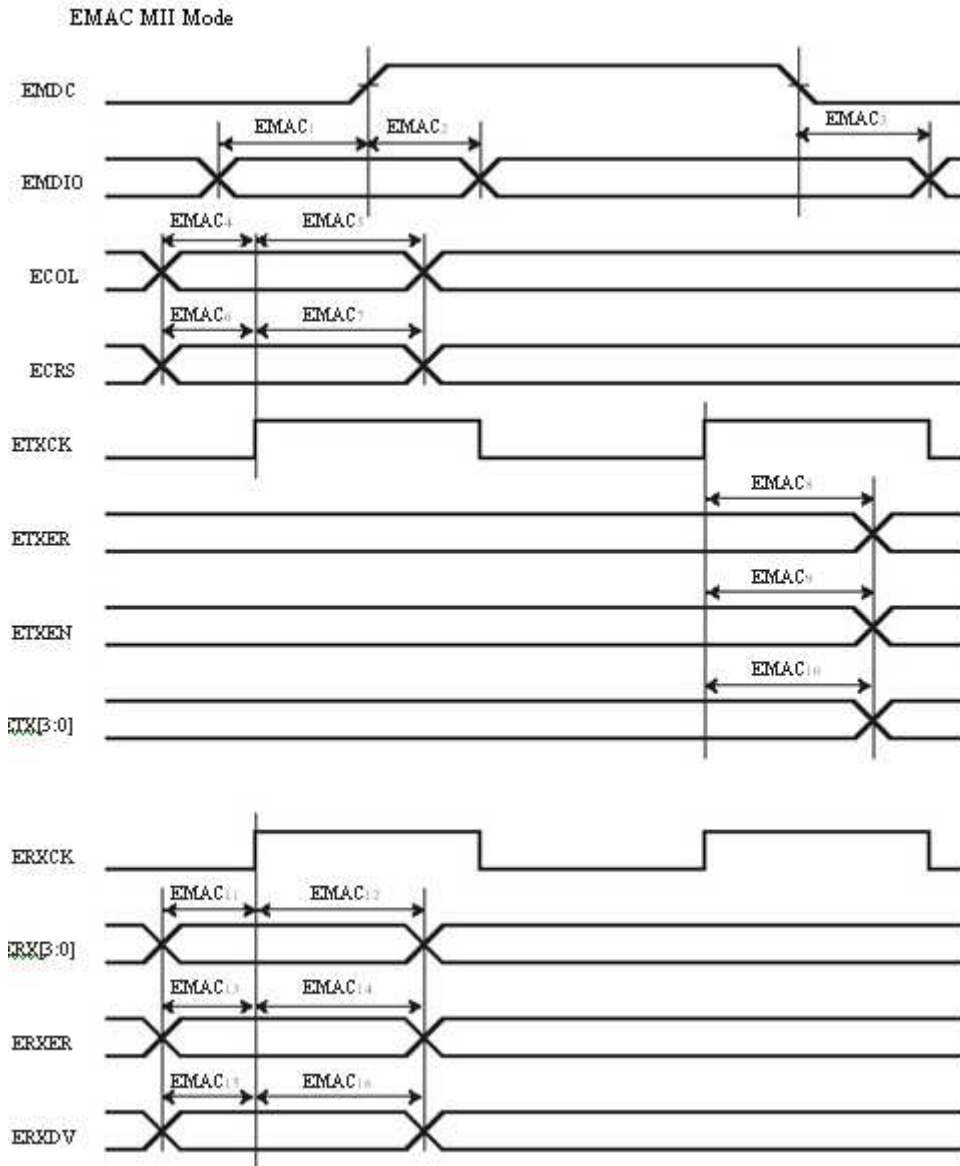 EMAC MII Mode
EMDC
EMAC1 EMAC2 EMAC3
EMDIO
EMAC4 EMAC5
ECOL
EMAC6 EMAC7
ECRS
ETXCK
EMAC8
ETXER
EMAC9
ETXEN
EMAC10
ETX[3:0]
ERXCK
EMAC11 EMAC12
ERX[3:0]
EMAC13 EMAC14
ERXER
EMAC15 EMAC16
ERXDV